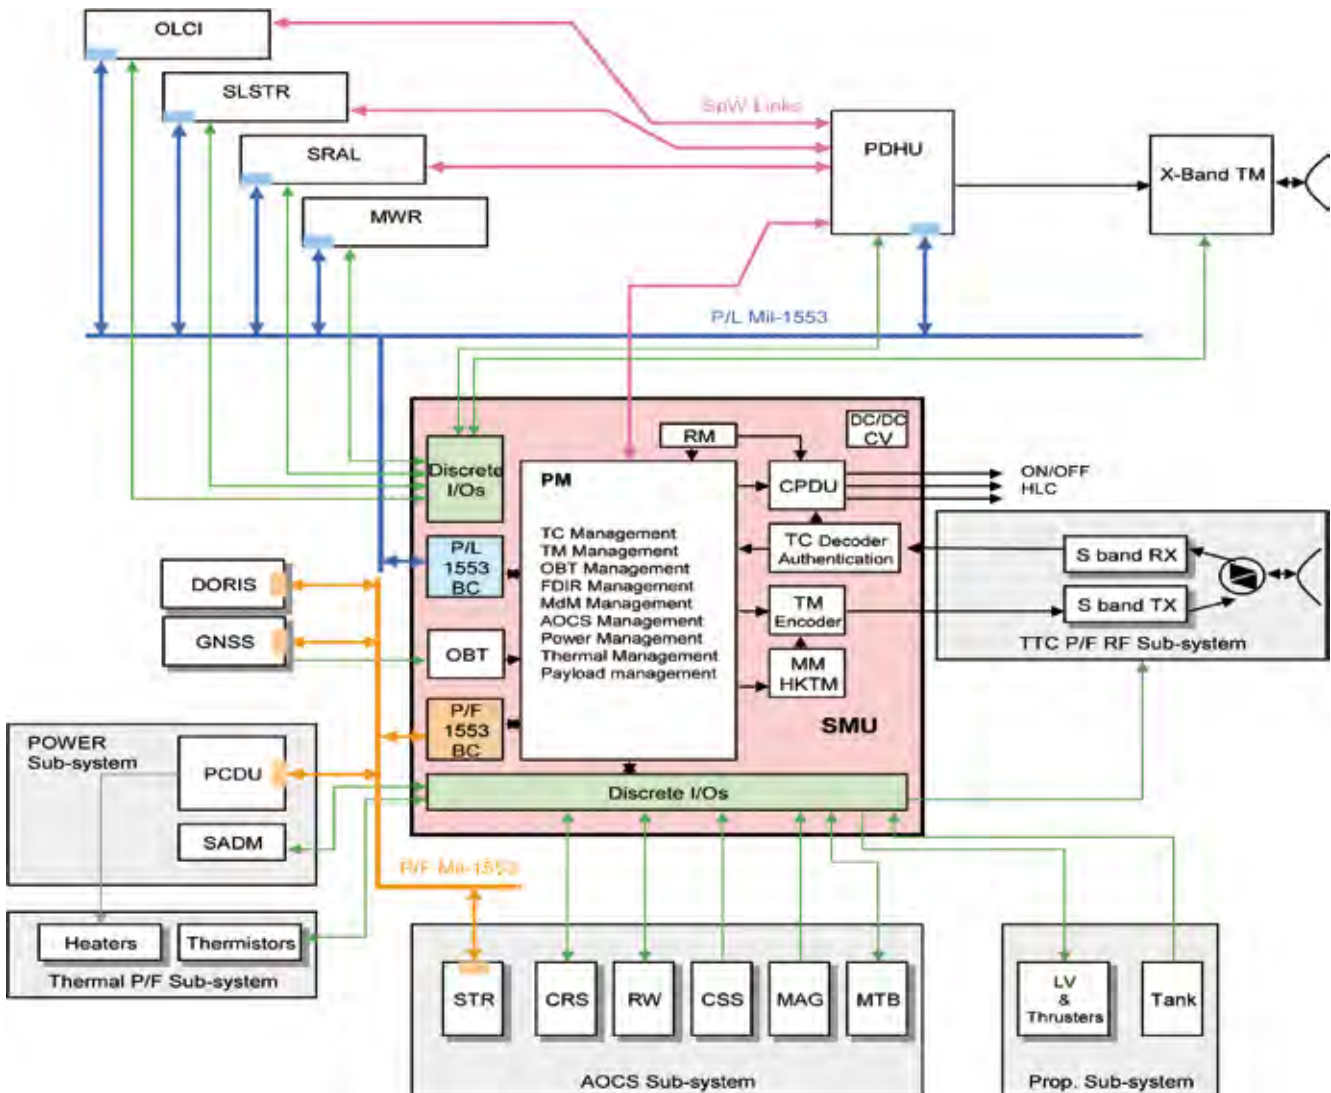 OLCI
SLSTR
SRAL
MWR
SpW Links
PDHU
X-Band TM
P/L Mil-1553
DC/DC
CV
RM
Discrete
I/Os
PM
CPDU
ON/OFF
HLC
TC Management
TM Management
OBT Management
FDIR Management
MdM Management
AOCS Management
Power Management
Thermal Management
Payload management
TC Decoder
Authentication
P/L
1553
BC
S band RX
S band TX
TTC P/F RF Sub-system
DORIS
GNSS
OBT
TM
Encoder
MM
HKTM
P/F
1553
BC
SMU
POWER
Sub-system
PCDU
SADM
Discrete I/Os
P/F Mil-1553
Heaters
Thermistors
Thermal P/F Sub-system
STR
CRS
RW
CSS
MAG
MTB
AOCS Sub-system
LV
&
Thrusters
Tank
Prop. Sub-system